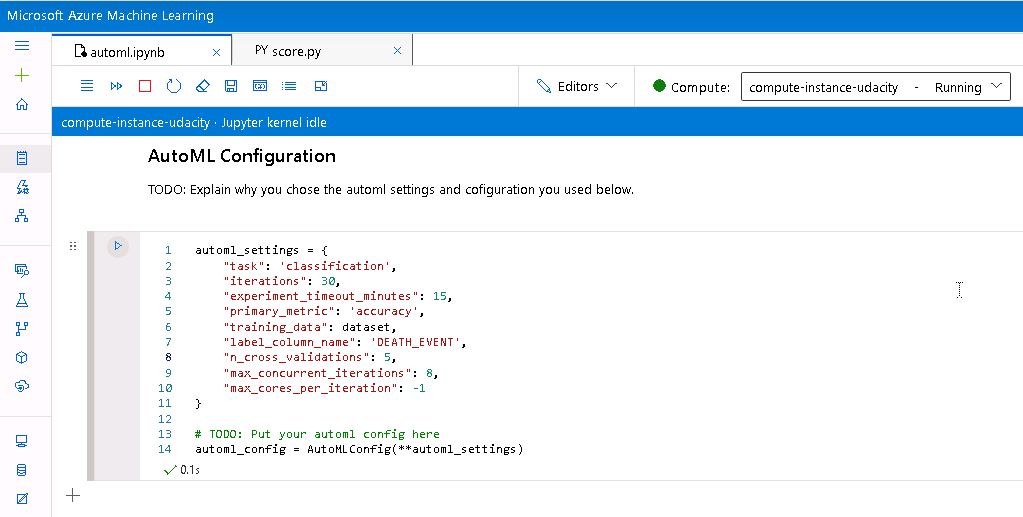 Microsoft Azure Machine Learning
automl.ipynb
PY score.py
Editors
Compute: compute-instance-udacity - Running
compute-instance-udacity · Jupyter kernel idle
AutoML Configuration
TODO: Explain why you chose the automl settings and cofiguration you used below.
1 automl_settings = {
2 "task": 'classification',
3 "iterations": 30,
4 "experiment_timeout_minutes": 15,
5 "primary_metric": 'accuracy',
6 "training_data": dataset,
7 "label_column_name": 'DEATH_EVENT',
8 "n_cross_validations": 5,
9 "max_concurrent_iterations": 8,
10 "max_cores_per_iteration": -1
11 }
12
13 # TODO: Put your automl config here
14 automl_config = AutoMLConfig(**automl_settings)
0.1s